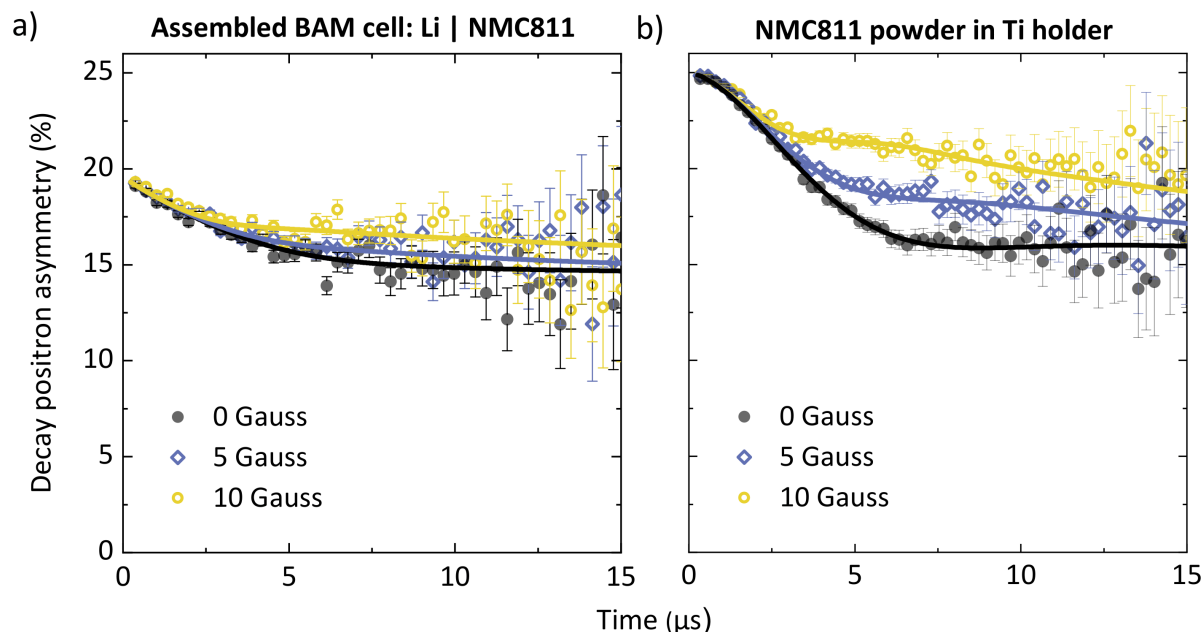 a) Assembled BAM cell: Li | NMC811
b) NMC811 powder in Ti holder
Decay positron asymmetry (%)
25
20
15
10
5
0
0 Gauss
5 Gauss
10 Gauss
0 Gauss
5 Gauss
10 Gauss
0 5 10 15
0 5 10 15
Time (μs)